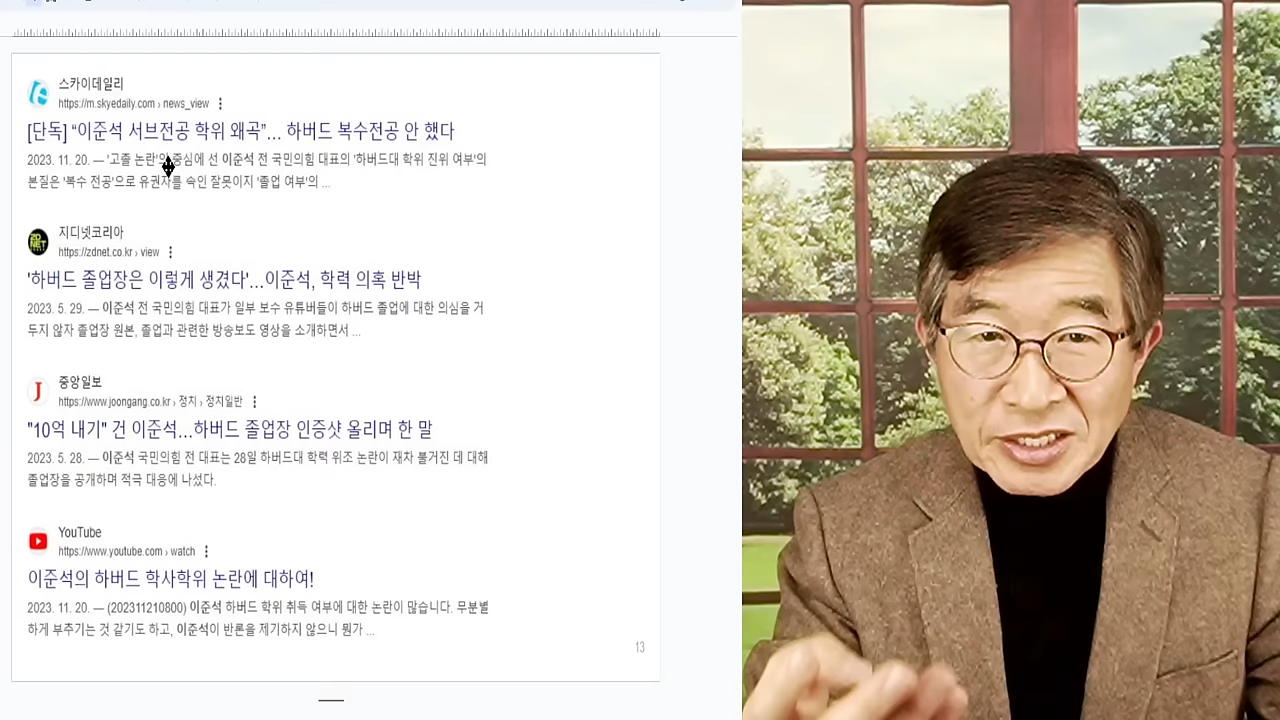 스카이데일리
https://m.skyedaily.com › news_view
[단독] “이준석 서브전공 학위 왜곡”... 하버드 복수전공 안 했다
2023. 11. 20. — '고졸 논란'의 중심에 선 이준석 전 국민의힘 대표의 '하버드대 학위 진위 여부'의
본질은 '복수 전공'으로 유권자를 속인 잘못이지 '졸업 여부'의 ...
지디넷코리아
https://zdnet.co.kr › view
'하버드 졸업장은 이렇게 생겼다'…이준석, 학력 의혹 반박
2023. 5. 29. — 이준석 전 국민의힘 대표가 일부 보수 유튜버들이 하버드 졸업에 대한 의심을 거
두지 않자 졸업장 원본, 졸업과 관련한 방송보도 영상을 소개하면서 ...
중앙일보
https://www.joongang.co.kr › 정치 › 정치일반
"10억 내기" 건 이준석…하버드 졸업장 인증샷 올리며 한 말
2023. 5. 28. — 이준석 국민의힘 전 대표는 28일 하버드대 학력 위조 논란이 재차 불거진 데 대해
졸업장을 공개하며 적극 대응에 나섰다.
YouTube
https://www.youtube.com › watch
이준석의 하버드 학사학위 논란에 대하여!
2023. 11. 20. — (202311210800) 이준석 하버드 학위 취득 여부에 대한 논란이 많습니다. 무분별
하게 부추기는 것 같기도 하고, 이준석이 반론을 제기하지 않으니 뭔가 ...
13